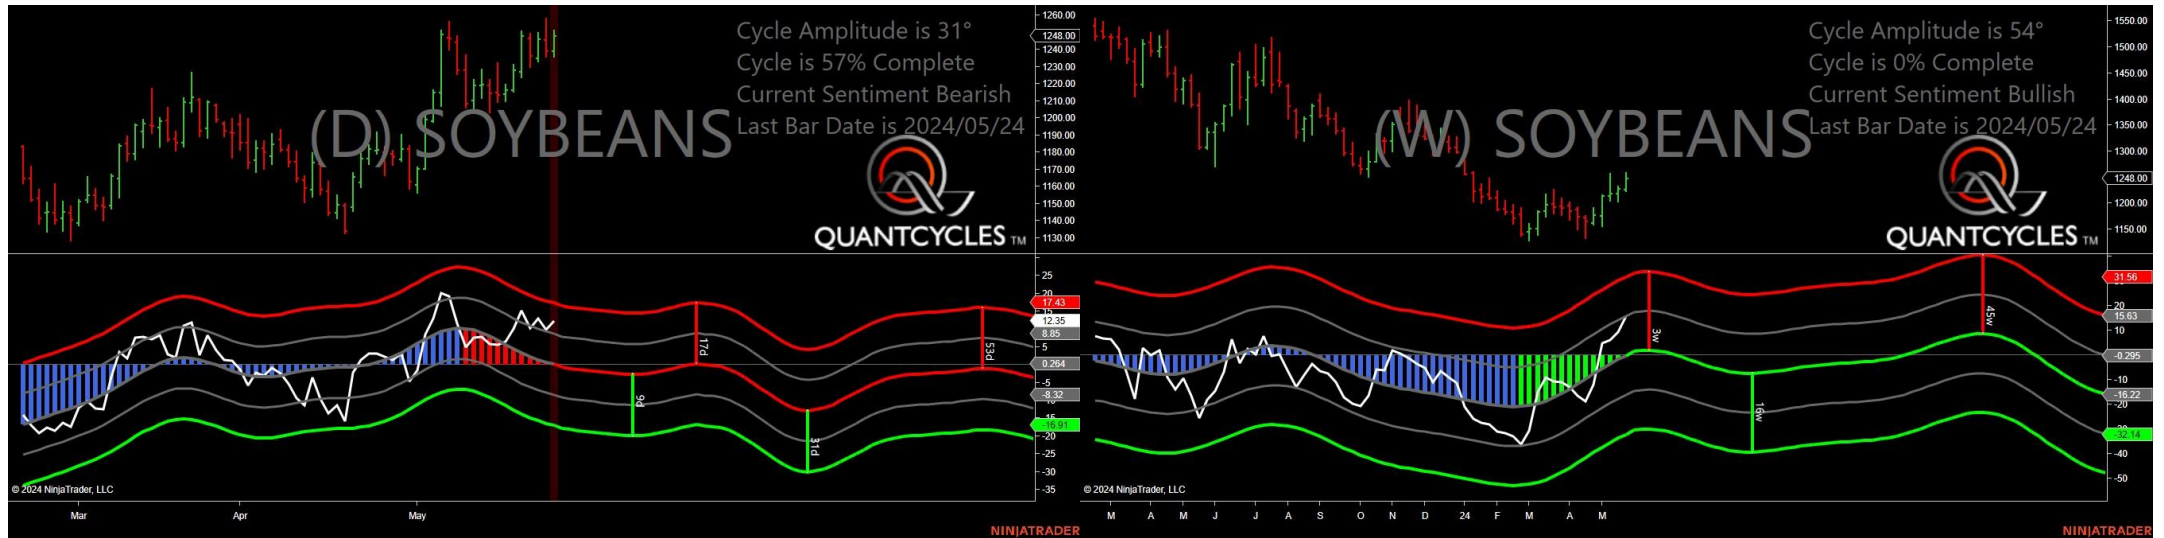 Cycle Amplitude is 31°
Cycle is 57% Complete
Current Sentiment Bearish
Last Bar Date is 2024/05/24
(D) SOYBEANS
QUANTCYCLES TM
1260.00
1248.00
1240.00
1230.00
1220.00
1210.00
1200.00
1190.00
1180.00
1170.00
1160.00
1150.00
1140.00
1130.00
25
20
17.43
12.35
8.85
5
0.264
-5
-8.32
-16.91
-20
-25
-30
-35
9d
17d
31d
53d
© 2024 NinjaTrader, LLC
Mar
Apr
May
NINJATRADER
Cycle Amplitude is 54°
Cycle is 0% Complete
Current Sentiment Bullish
Last Bar Date is 2024/05/24
(W) SOYBEANS
QUANTCYCLES TM
1550.00
1500.00
1450.00
1400.00
1350.00
1300.00
1248.00
1200.00
1150.00
31.56
20
15.63
10
-0.295
-10
-16.22
-20
-32.14
-40
-50
3w
16w
45w
© 2024 NinjaTrader, LLC
M A M J J A S O N D 24 F M A M
NINJATRADER